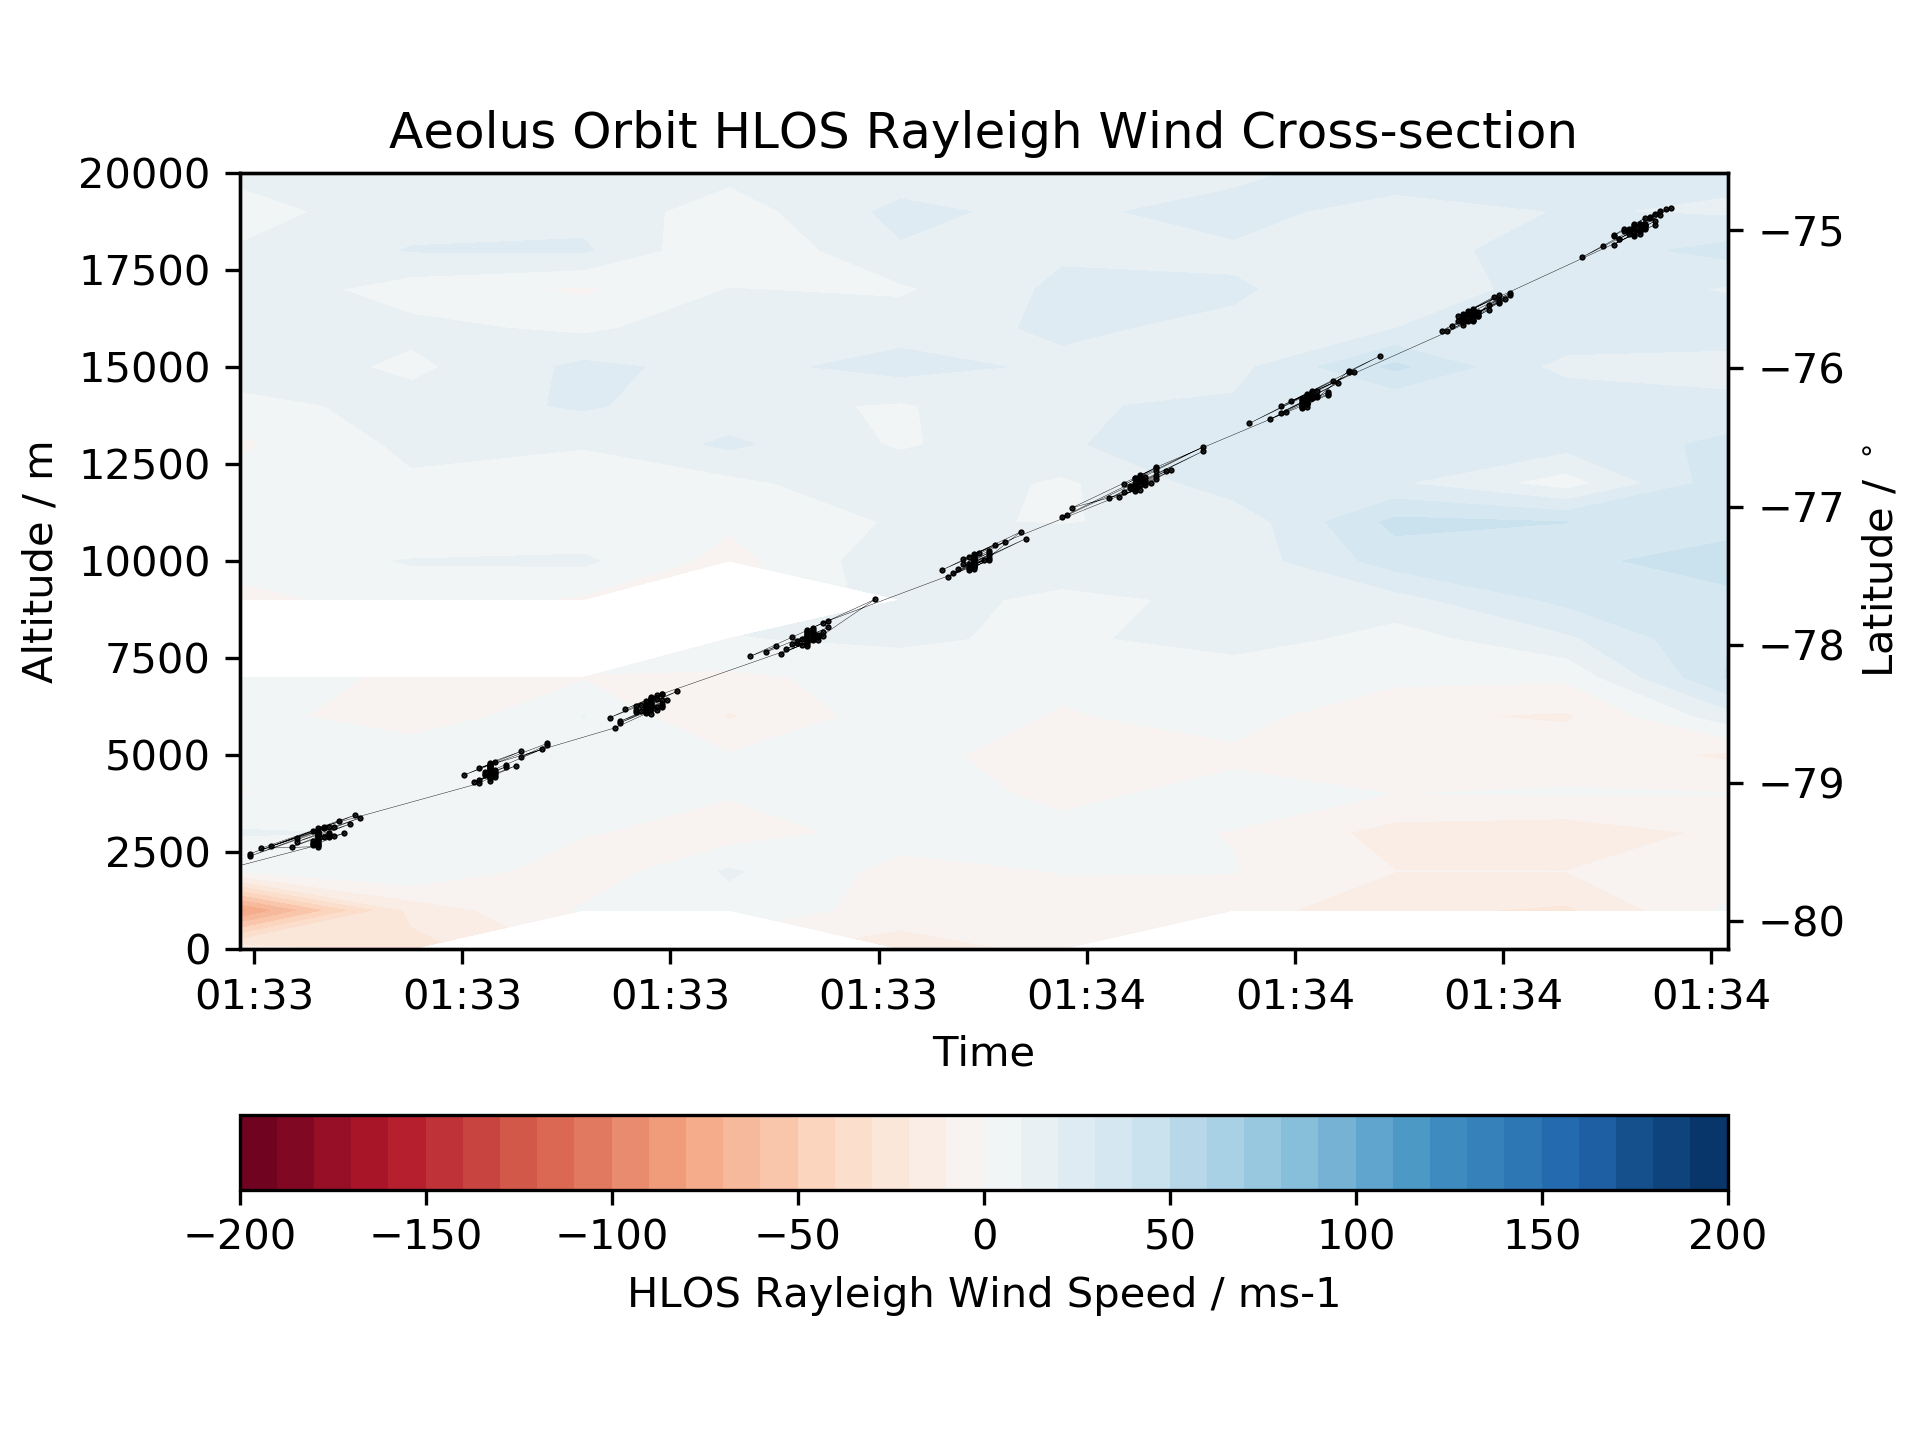 Aeolus Orbit HLOS Rayleigh Wind Cross-section
20000
17500
15000
12500
10000
7500
5000
2500
0
Altitude / m
−75
−76
−77
−78
−79
−80
Latitude / °
01:33 01:33 01:33 01:33 01:34 01:34 01:34 01:34
Time
−200 −150 −100 −50 0 50 100 150 200
HLOS Rayleigh Wind Speed / ms-1